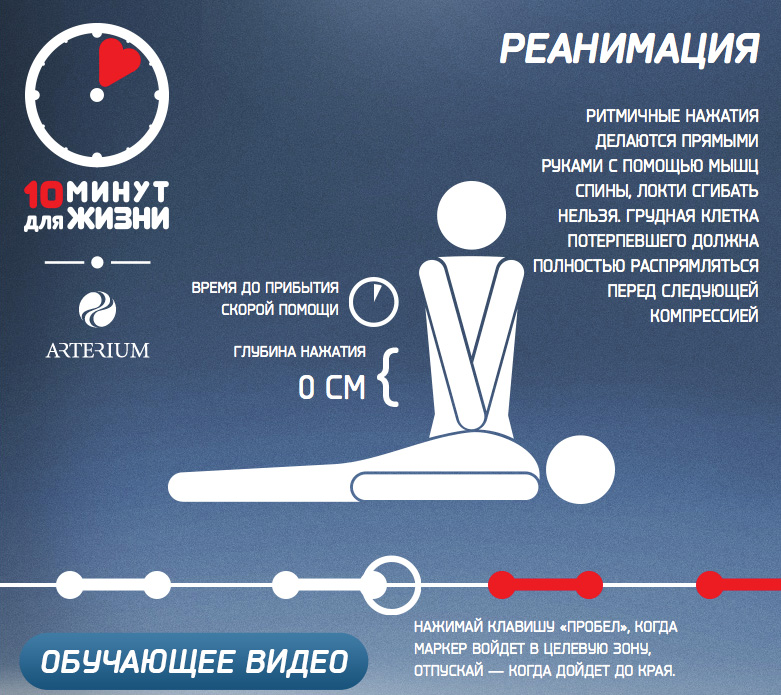 РЕАНИМАЦИЯ
РИТМИЧНЫЕ НАЖАТИЯ
ДЕЛАЮТСЯ ПРЯМЫМИ
РУКАМИ С ПОМОЩЬЮ МЫШЦ
СПИНЫ, ЛОКТИ СГИБАТЬ
НЕЛЬЗЯ. ГРУДНАЯ КЛЕТКА
ПОТЕРПЕВШЕГО ДОЛЖНА
ПОЛНОСТЬЮ РАСПРЯМЛЯТЬСЯ
ПЕРЕД СЛЕДУЮЩЕЙ
КОМПРЕССИЕЙ
10 МИНУТ
для ЖИЗНИ
ARTERIUM
ВРЕМЯ ДО ПРИБЫТИЯ
СКОРОЙ ПОМОЩИ
ГЛУБИНА НАЖАТИЯ
0 СМ
НАЖИМАЙ КЛАВИШУ «ПРОБЕЛ», КОГДА
МАРКЕР ВОЙДЕТ В ЦЕЛЕВУЮ ЗОНУ,
ОТПУСКАЙ — КОГДА ДОЙДЕТ ДО КРАЯ.
ОБУЧАЮЩЕЕ ВИДЕО